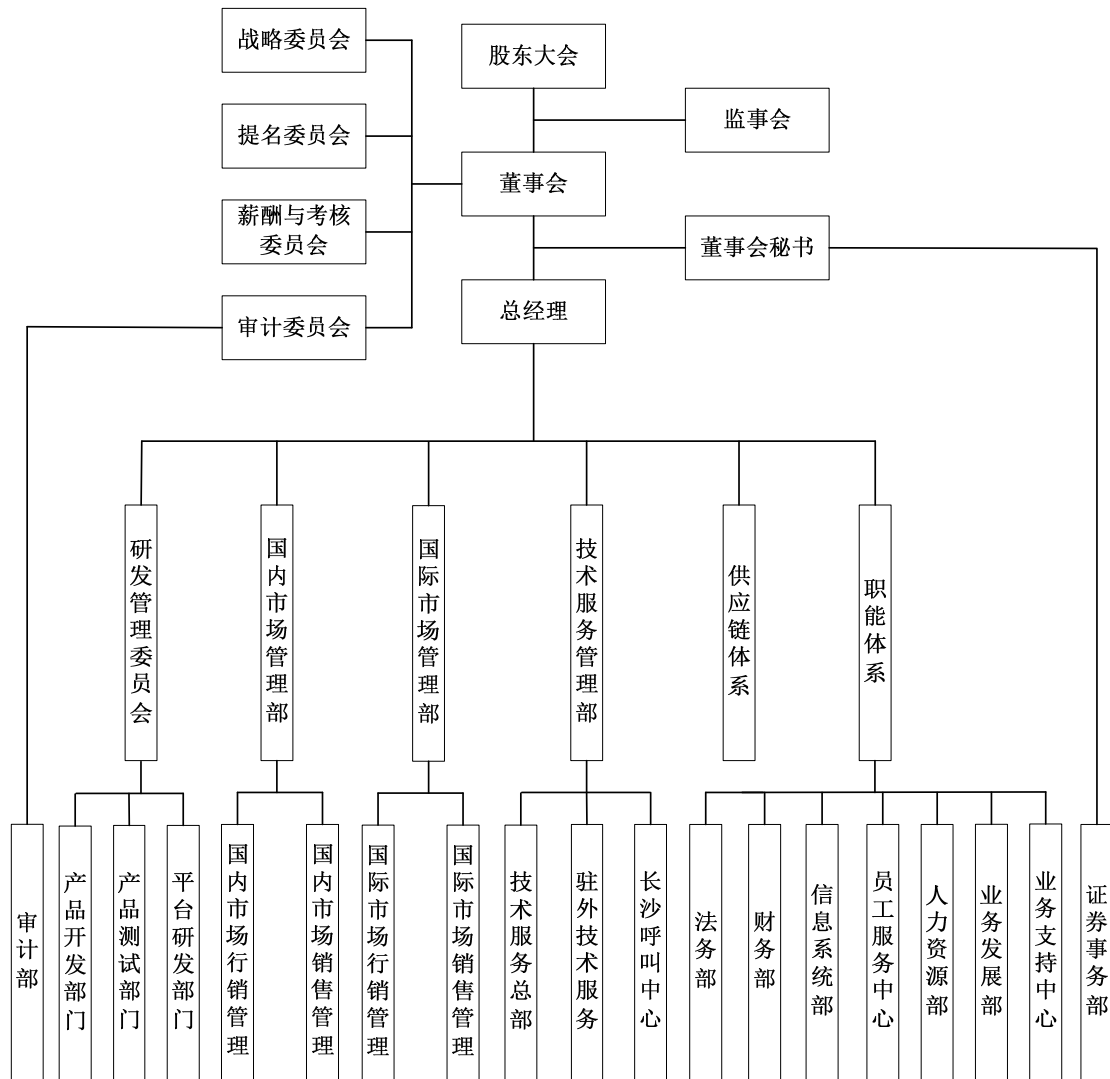 战略委员会
股东大会
提名委员会
监事会
董事会
薪酬与考核
委员会
董事会秘书
总经理
审计委员会
研发管理委员会
国内市场管理部
国际市场管理部
技术服务管理部
供应链体系
职能体系
审计部
产品开发部门
产品测试部门
平台研发部门
国内市场行销管理
国内市场销售管理
国际市场行销管理
国际市场销售管理
技术服务总部
驻外技术服务
长沙呼叫中心
法务部
财务部
信息系统部
员工服务中心
人力资源部
业务发展部
业务支持中心
证券事务部